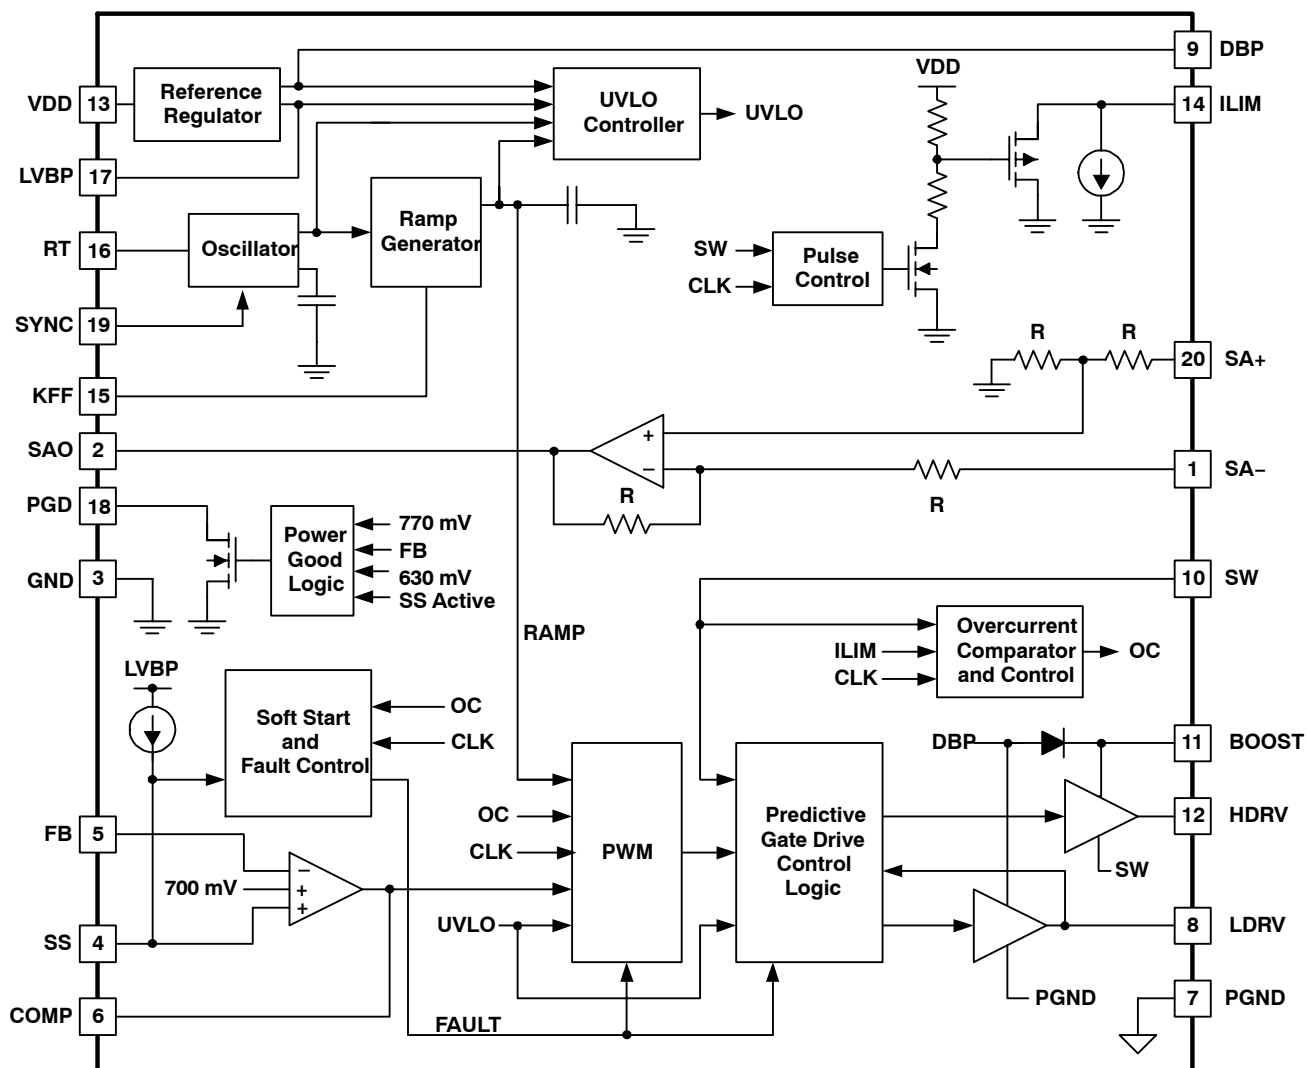 9 DBP
VDD
VDD 13
Reference
Regulator
UVLO
Controller
UVLO
14 ILIM
LVBP 17
RT 16
Oscillator
Ramp
Generator
SW
CLK
Pulse
Control
SYNC 19
R
R
20 SA+
KFF 15
SAO 2
+
−
1 SA−
R
R
PGD 18
Power
Good
Logic
770 mV
FB
630 mV
SS Active
GND 3
10 SW
RAMP
Overcurrent
Comparator
and Control
ILIM
CLK
OC
LVBP
Soft Start
and
Fault Control
OC
CLK
DBP
11 BOOST
OC
CLK
PWM
Predictive
Gate Drive
Control
Logic
12 HDRV
SW
FB 5
700 mV
−
+
+
UVLO
8 LDRV
SS 4
PGND
7 PGND
COMP 6
FAULT